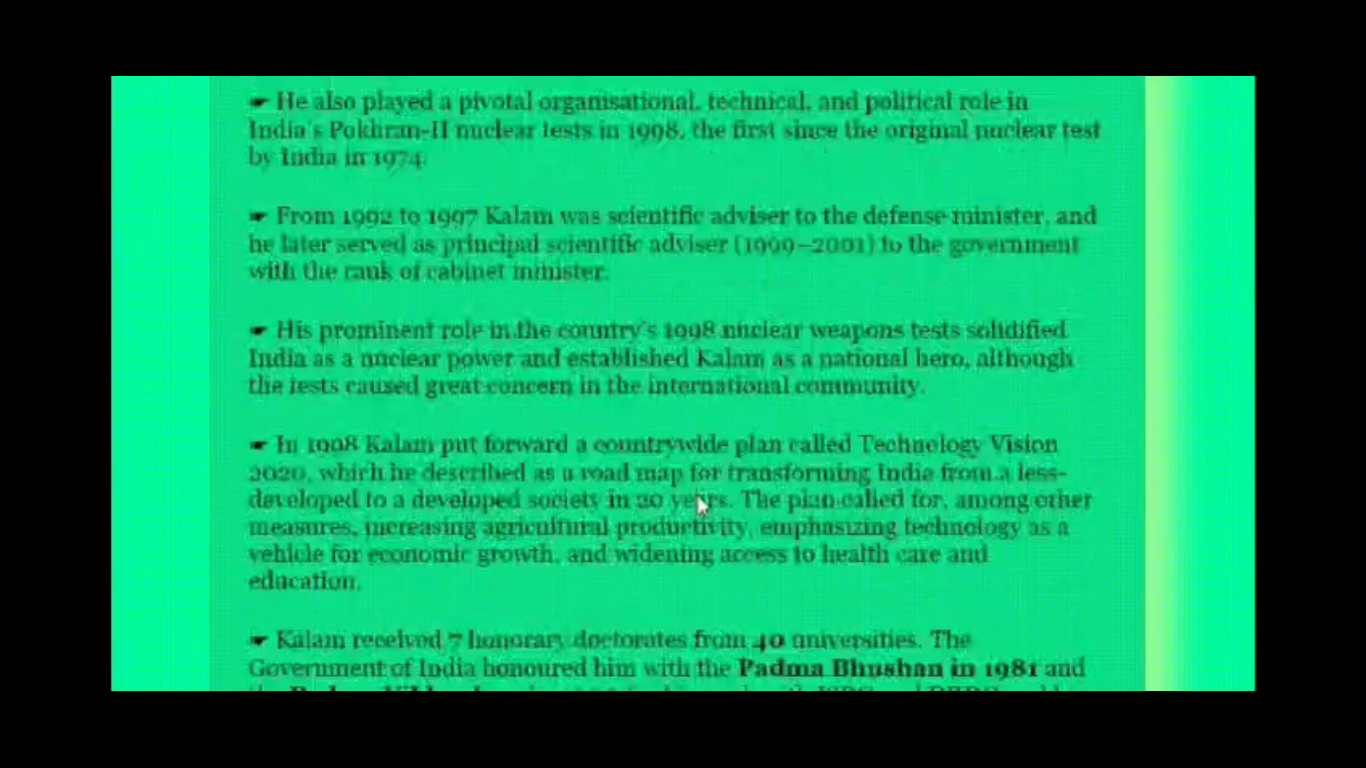 ☛ He also played a pivotal organisational, technical, and political role in
India's Pokhran-II nuclear tests in 1998, the first since the original nuclear test
by India in 1974.
☛ From 1992 to 1997 Kalam was scientific adviser to the defense minister, and
he later served as principal scientific adviser (1999–2001) to the government
with the rank of cabinet minister.
☛ His prominent role in the country's 1998 nuclear weapons tests solidified
India as a nuclear power and established Kalam as a national hero, although
the tests caused great concern in the international community.
☛ In 1998 Kalam put forward a countrywide plan called Technology Vision
2020, which he described as a road map for transforming India from a less-
developed to a developed society in 20 years. The plan called for, among other
measures, increasing agricultural productivity, emphasizing technology as a
vehicle for economic growth, and widening access to health care and
education.
☛ Kalam received 7 honorary doctorates from 40 universities. The
Government of India honoured him with the Padma Bhushan in 1981 and